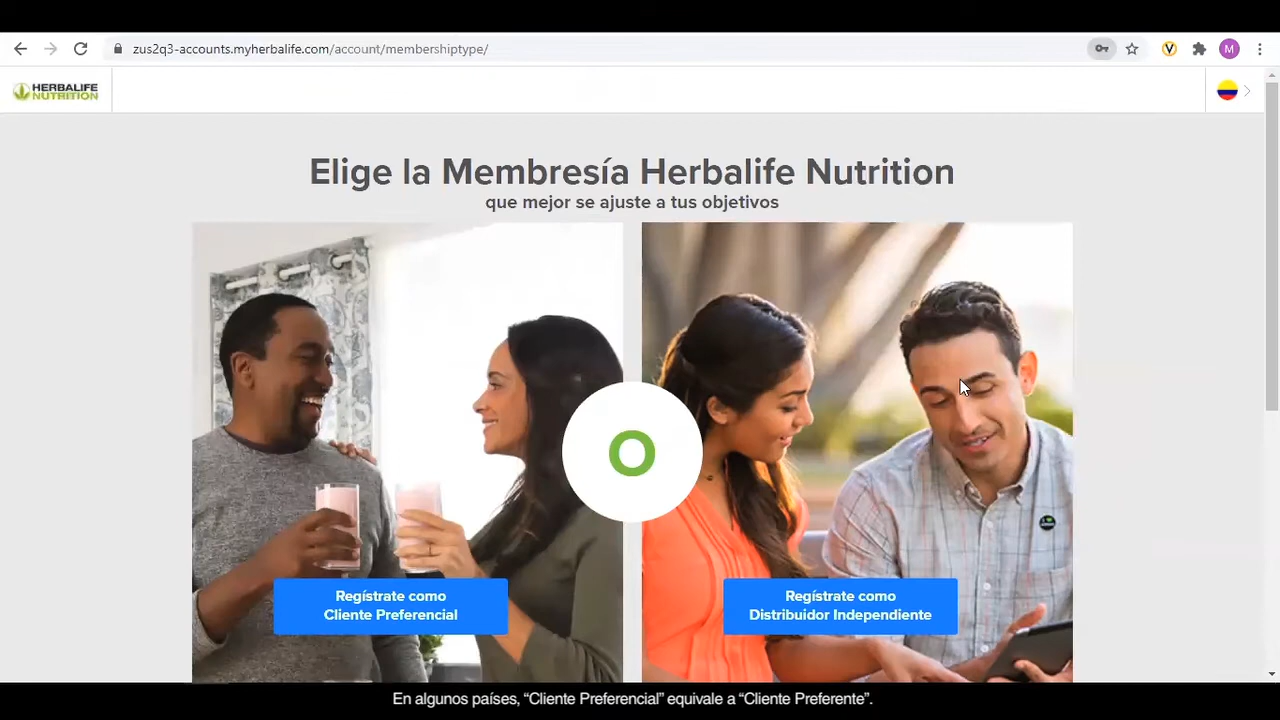 zus2q3-accounts.myherbalife.com/account/membershiptype/
V
M
HERBALIFE
NUTRITION
Elige la Membresía Herbalife Nutrition
que mejor se ajuste a tus objetivos
O
Regístrate como
Cliente Preferencial
Regístrate como
Distribuidor Independiente
En algunos países, “Cliente Preferencial” equivale a “Cliente Preferente”.